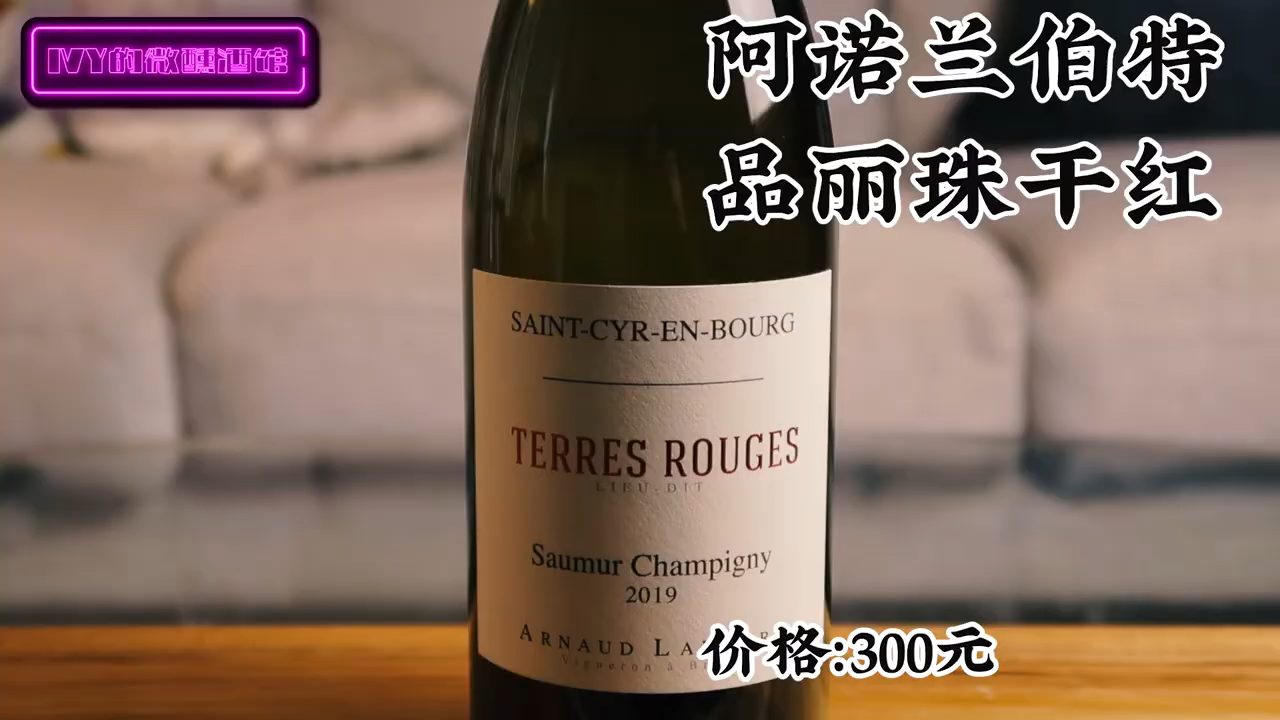 IVY的微醺酒馆
阿诺兰伯特
品丽珠干红
SAINT-CYR-EN-BOURG
TERRES ROUGES
LIEU-DIT
Saumur Champigny
2019
ARNAUD
Vigneron à
价格:300元